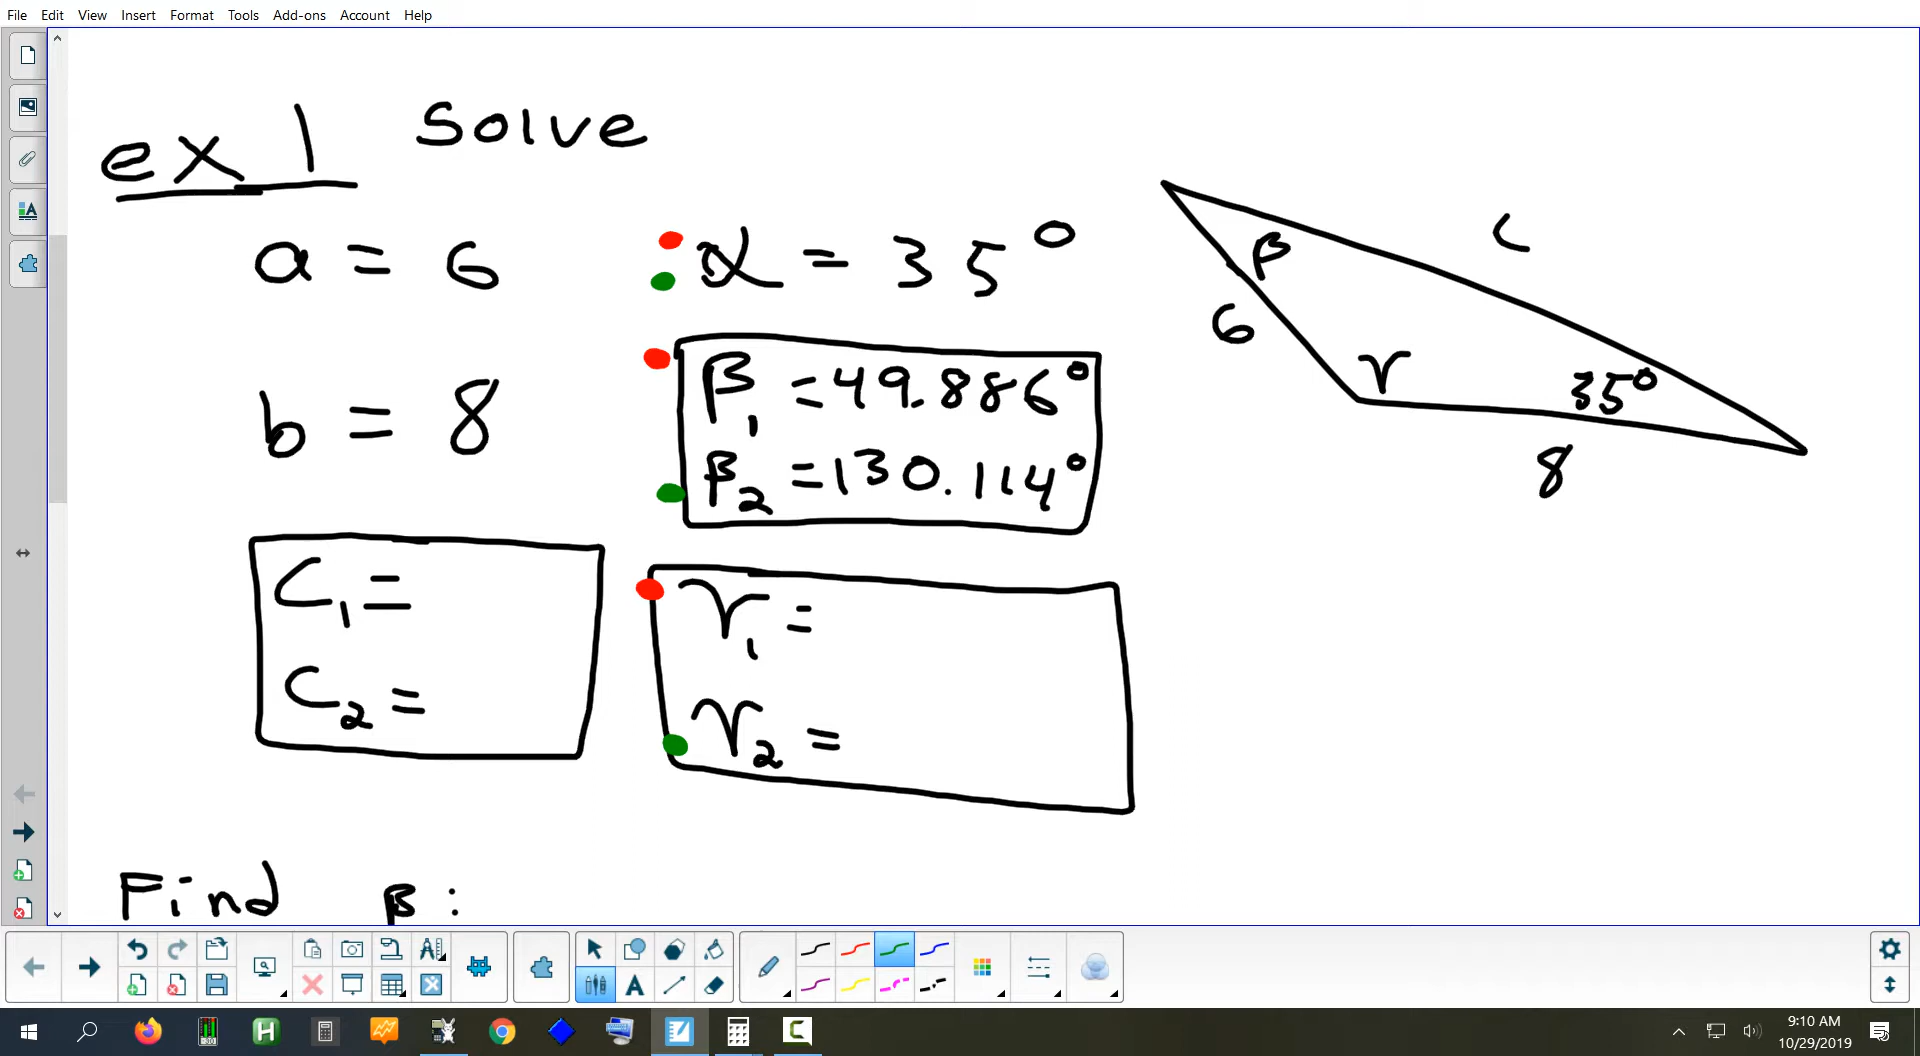 File Edit View Insert Format Tools Add-ons Account Help
ex 1 Solve
a = 6
α = 35°
b = 8
β₁ = 49.886°
β₂ = 130.114°
C₁ =
C₂ =
γ₁ =
γ₂ =
c
β
6
γ
35°
8
Find β:
9:10 AM
10/29/2019